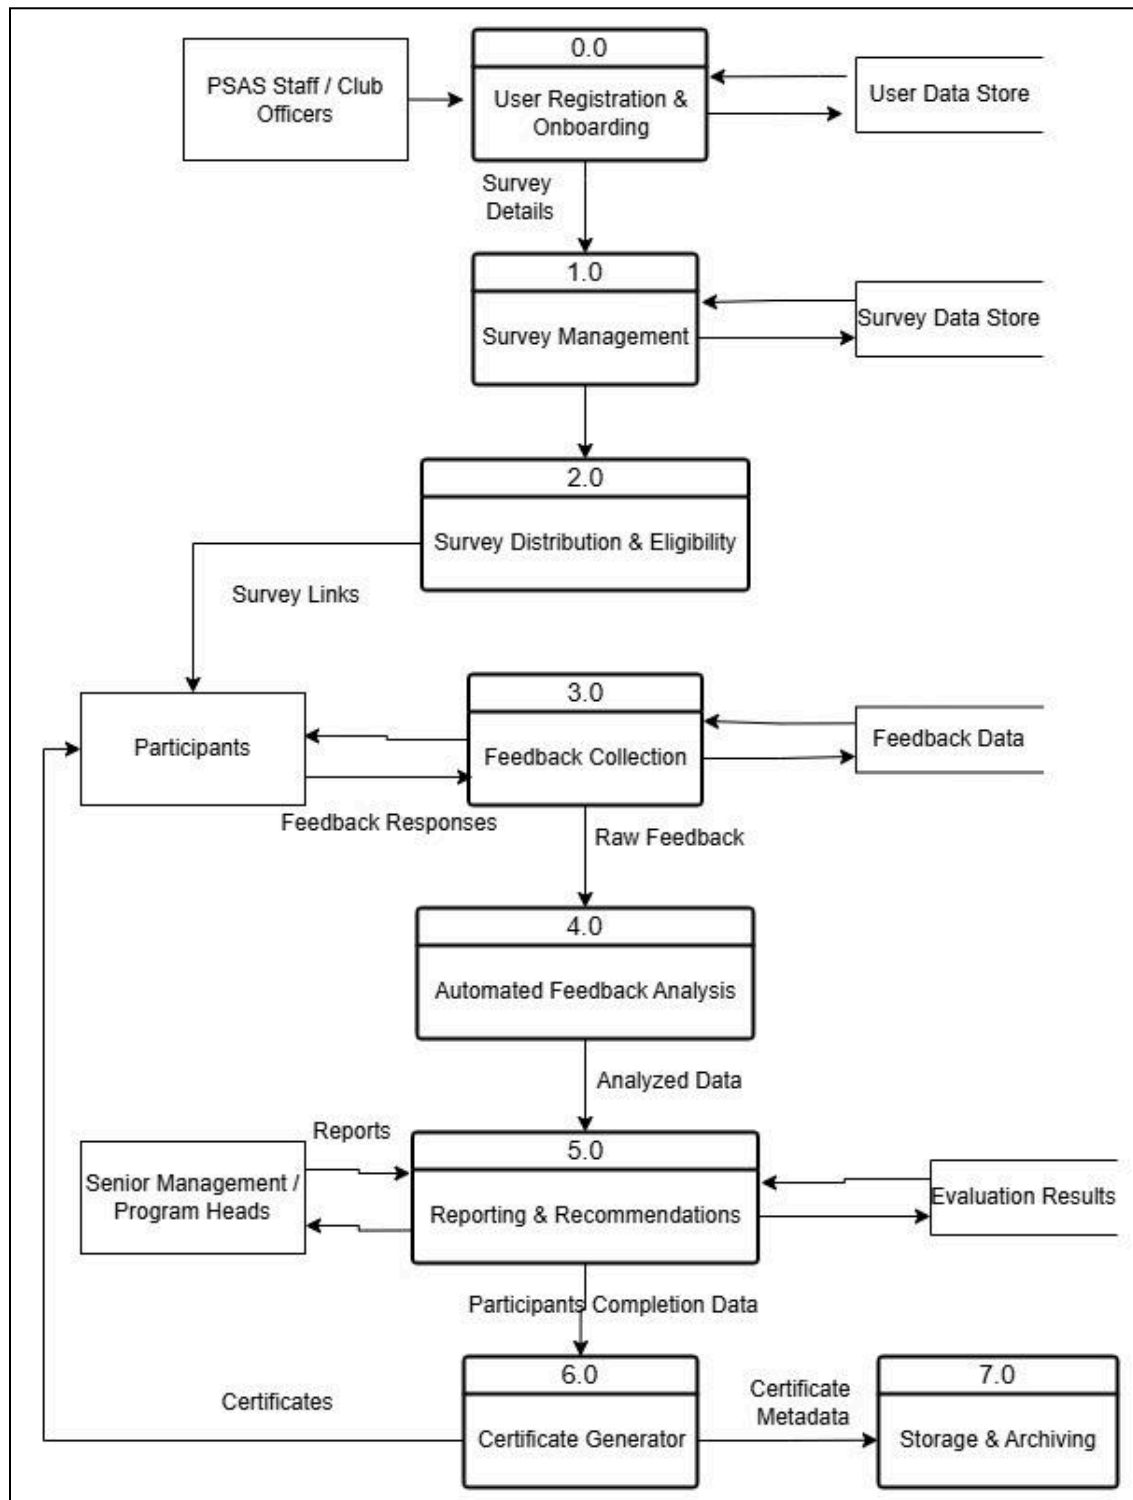 0.0
PSAS Staff / Club
Officers
User Registration &
Onboarding
User Data Store
Survey
Details
1.0
Survey Management
Survey Data Store
2.0
Survey Distribution & Eligibility
Survey Links
3.0
Participants
Feedback Collection
Feedback Data
Feedback Responses
Raw Feedback
4.0
Automated Feedback Analysis
Analyzed Data
Reports
5.0
Senior Management /
Program Heads
Reporting & Recommendations
Evaluation Results
Participants Completion Data
6.0
7.0
Certificates
Certificate
Metadata
Certificate Generator
Storage & Archiving